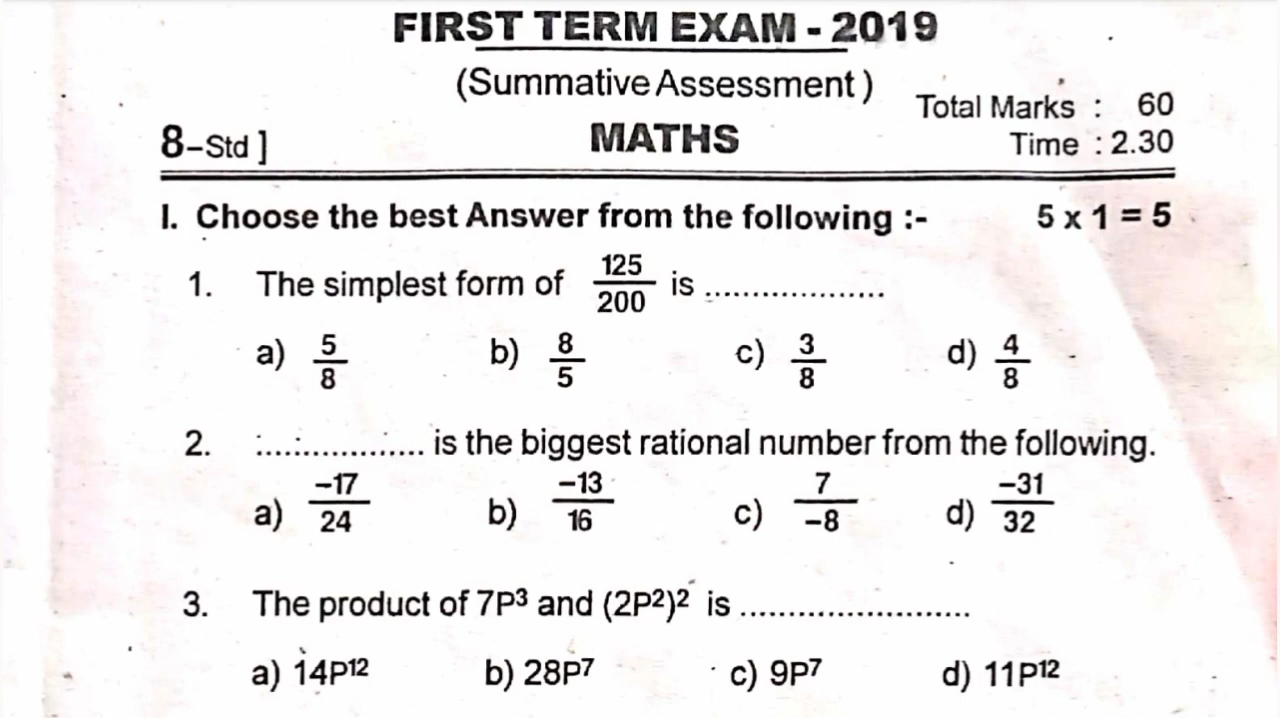 FIRST TERM EXAM - 2019
(Summative Assessment)
Total Marks : 60
8-Std ] MATHS Time : 2.30
I. Choose the best Answer from the following :- 5 x 1 = 5
1. The simplest form of 125/200 is ...................
a) 5/8 b) 8/5 c) 3/8 d) 4/8
2. ................... is the biggest rational number from the following.
a) -17/24 b) -13/16 c) 7/-8 d) -31/32
3. The product of 7P³ and (2P²)² is ........................
a) 14P¹² b) 28P⁷ c) 9P⁷ d) 11P¹²